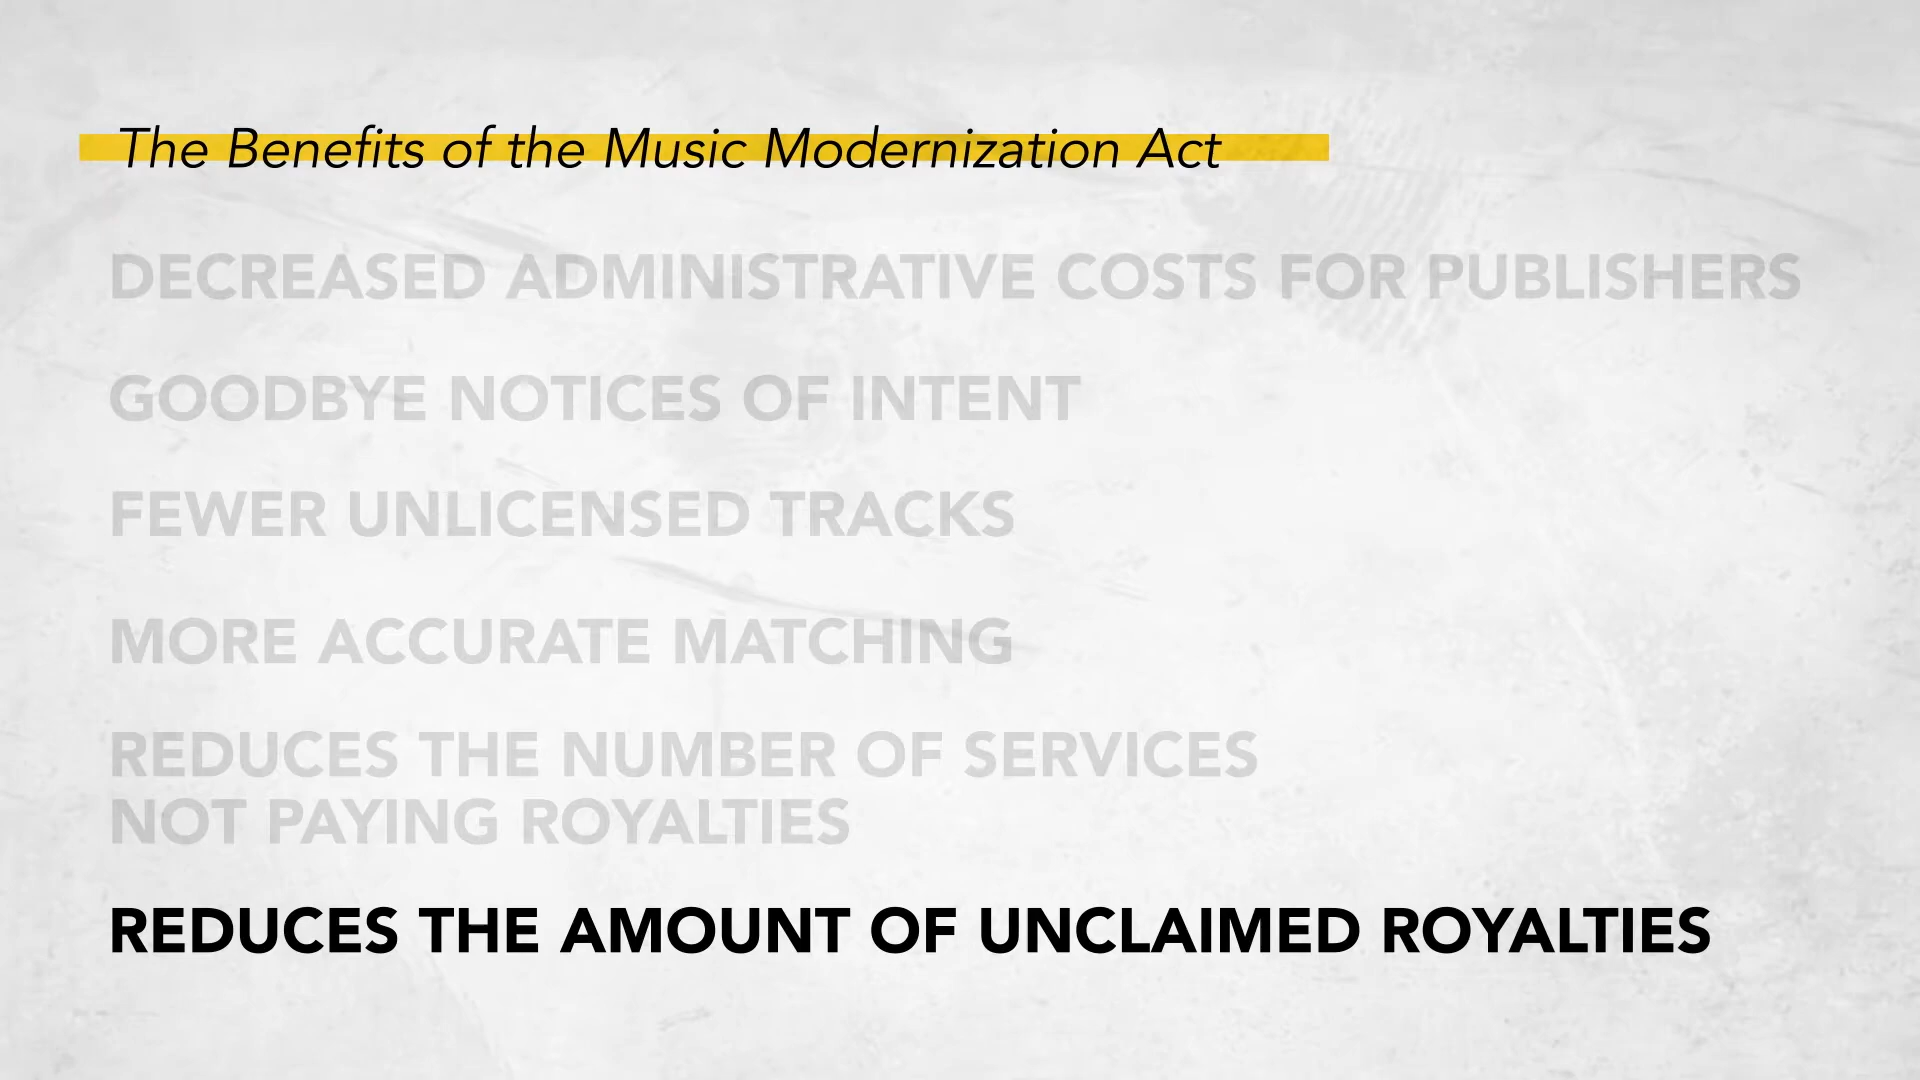 The Benefits of the Music Modernization Act
DECREASED ADMINISTRATIVE COSTS FOR PUBLISHERS
GOODBYE NOTICES OF INTENT
FEWER UNLICENSED TRACKS
MORE ACCURATE MATCHING
REDUCES THE NUMBER OF SERVICES
NOT PAYING ROYALTIES
REDUCES THE AMOUNT OF UNCLAIMED ROYALTIES